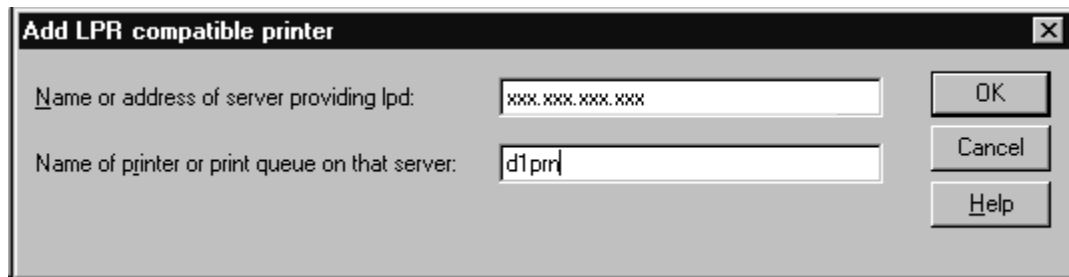 Add LPR compatible printer
Name or address of server providing lpd: xxx.xxx.xxx.xxx OK
Cancel
Name of printer or print queue on that server: d1prn
Help